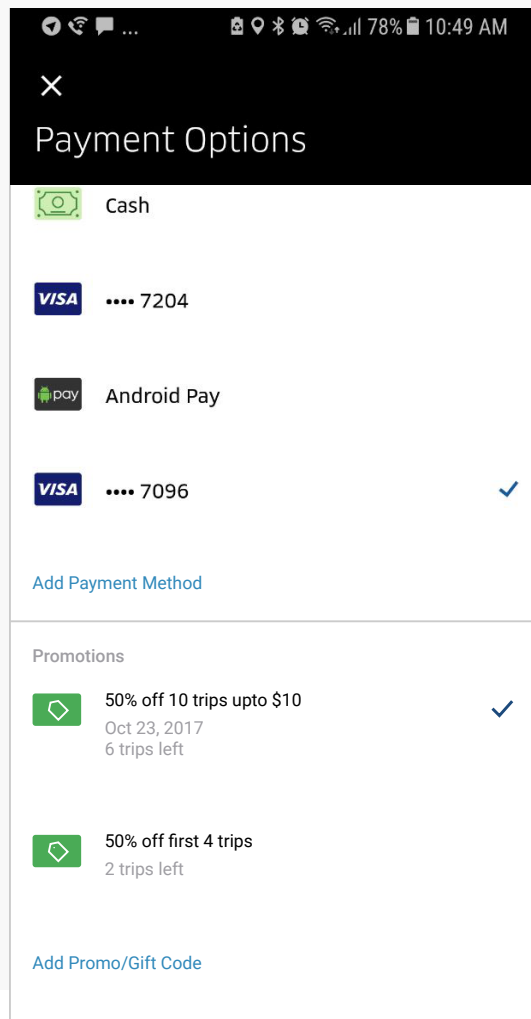 ... 78% 10:49 AM
Payment Options
Cash
VISA •••• 7204
pay Android Pay
VISA •••• 7096
Add Payment Method
Promotions
50% off 10 trips upto $10
Oct 23, 2017
6 trips left
50% off first 4 trips
2 trips left
Add Promo/Gift Code